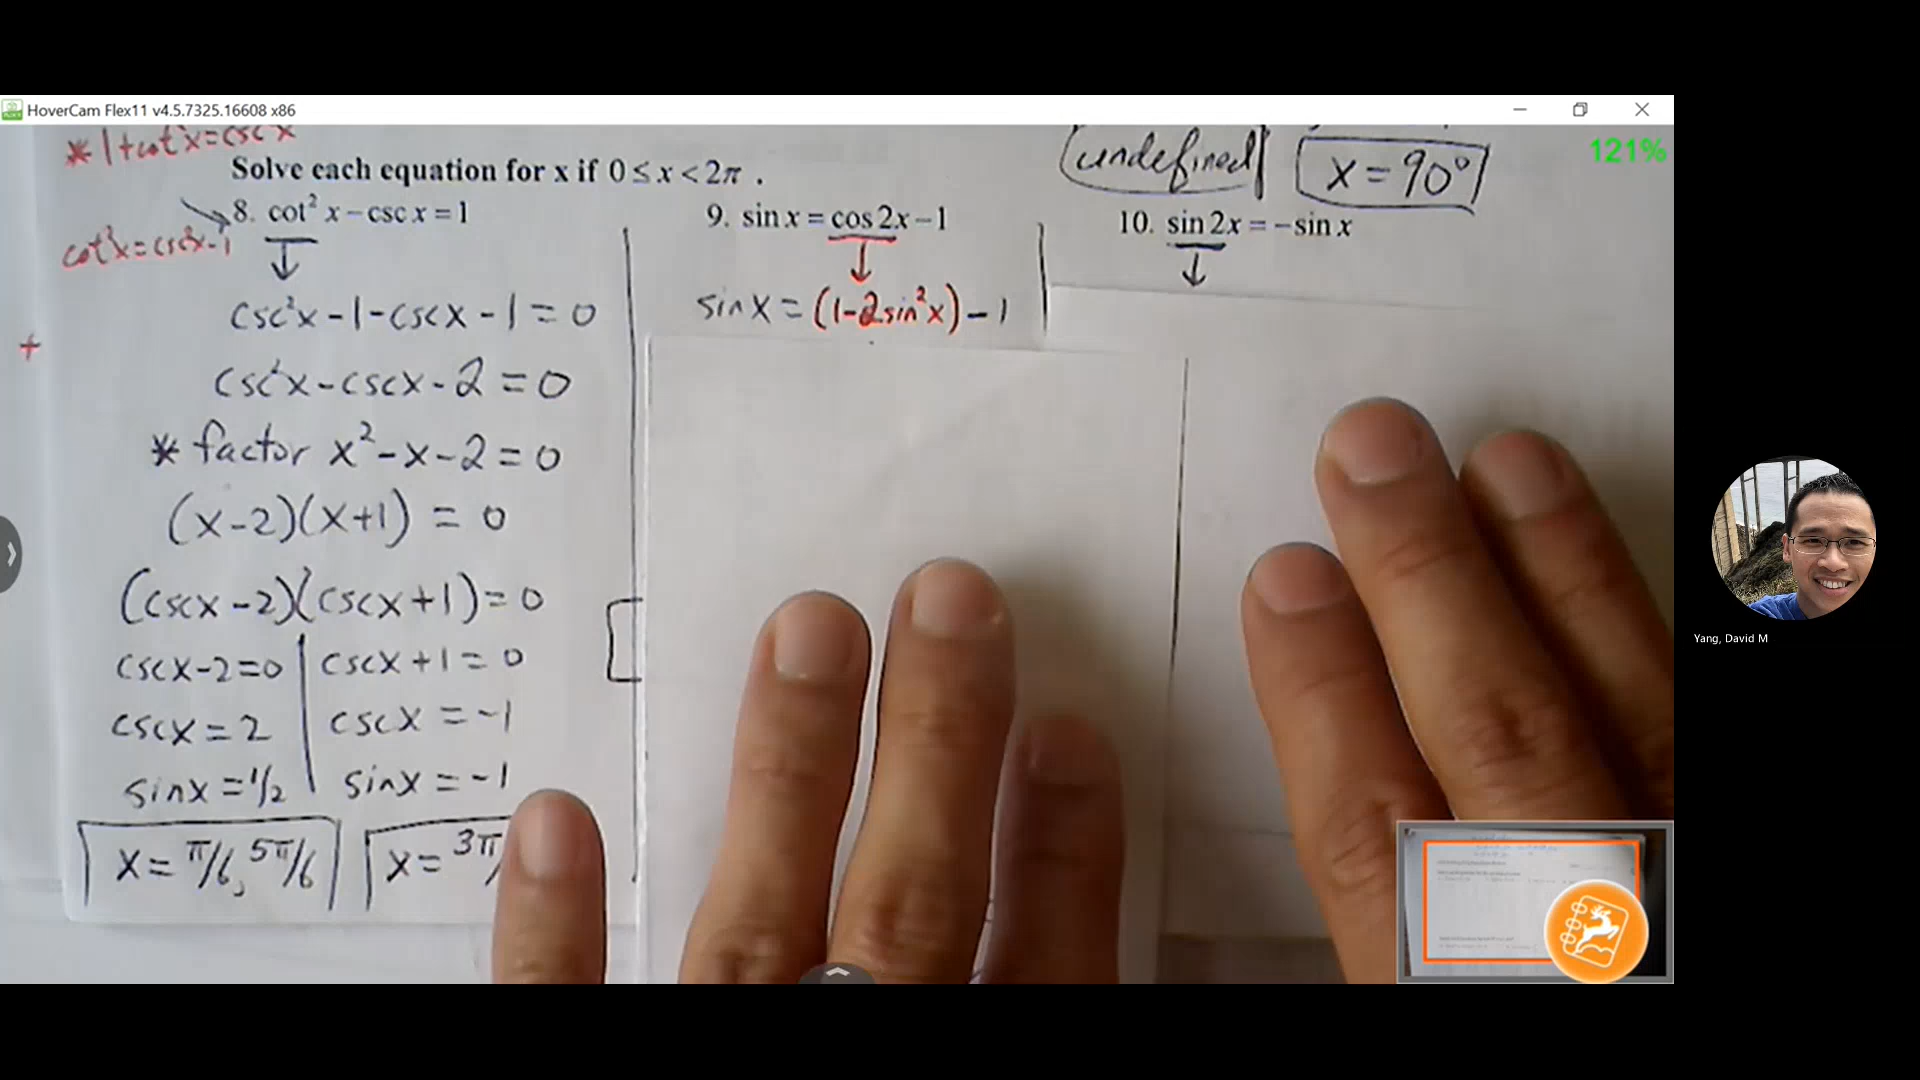 HoverCam Flex11 v4.5.7325.16608 x86
121%
* 1+cot²x=csc²x
Solve each equation for x if 0≤x<2π .
undefined
x=90°
8. cot² x−csc x=1
cot²x=csc²x-1
csc²x-1-cscx-1=0
csc²x-cscx-2=0
* factor x²-x-2=0
(x-2)(x+1) = 0
(cscx-2)(cscx+1)=0
cscx-2=0
cscx=2
sinx=1/2
x=π/6, 5π/6
cscx+1=0
cscx=-1
sinx=-1
x= 3π/
+
9. sin x=cos 2x−1
sinx=(1-2sin²x)-1
10. sin 2x=−sin x
Yang, David M